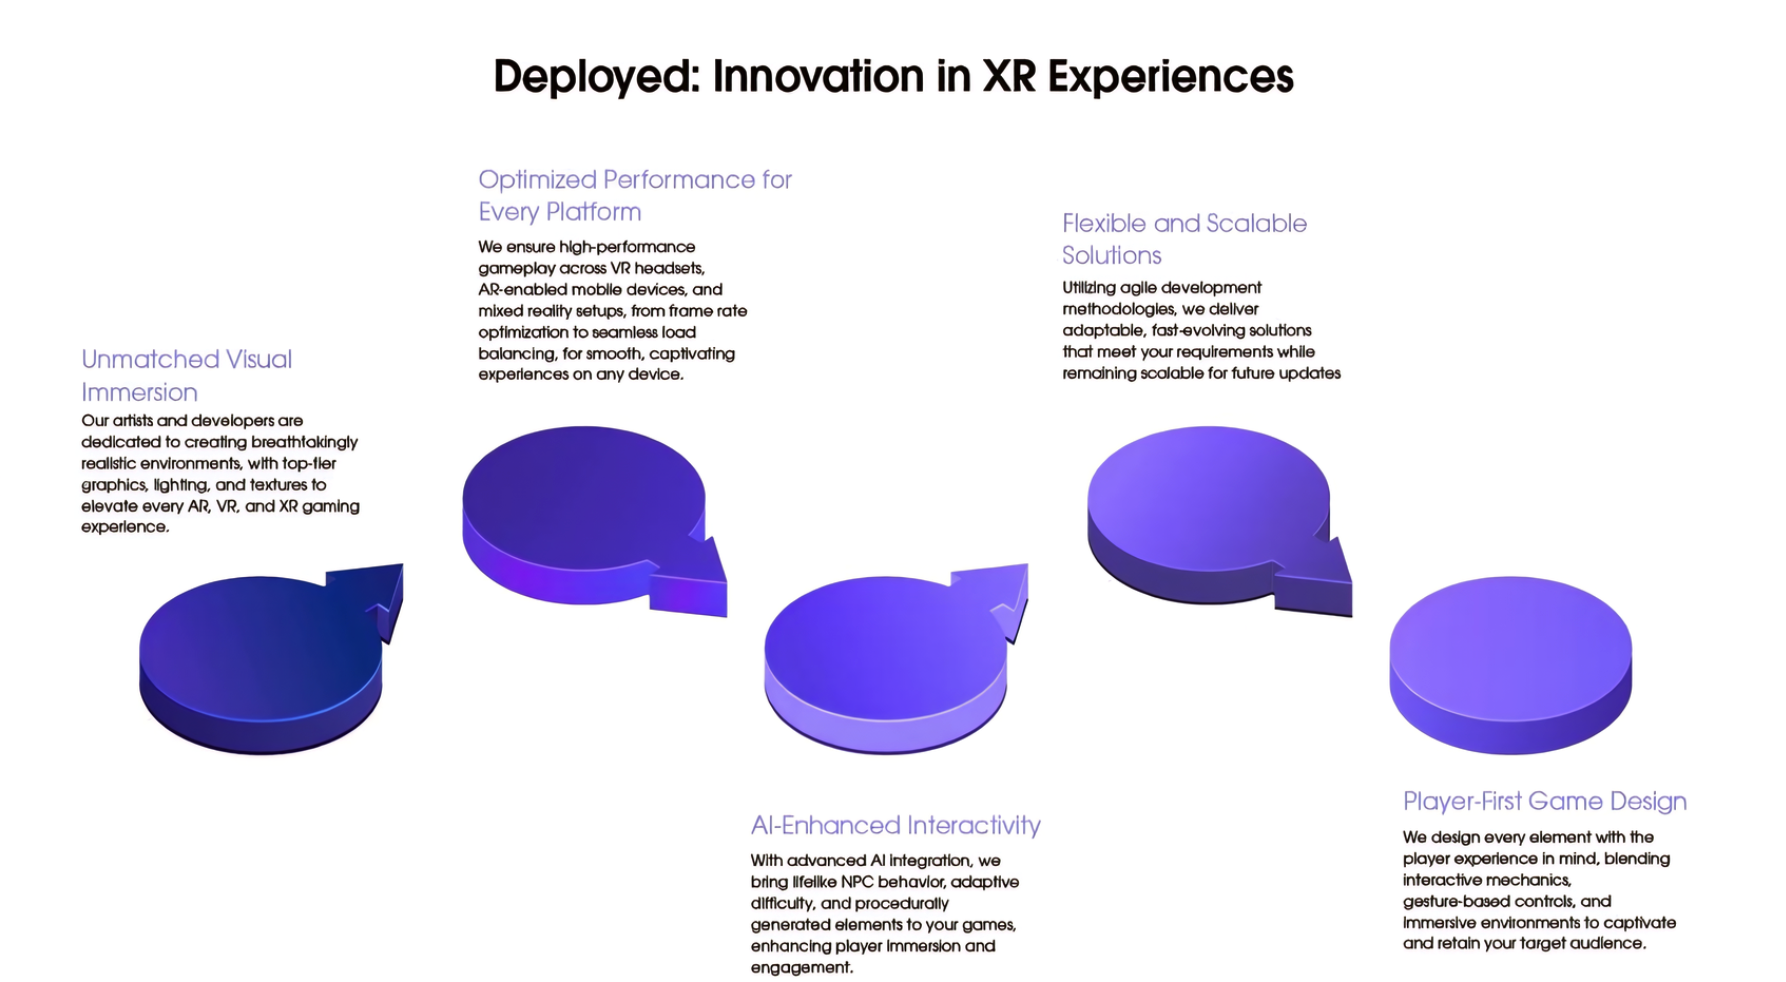 Deployed: Innovation in XR Experiences
Unmatched Visual
Immersion
Our artists and developers are
dedicated to creating breathtakingly
realistic environments, with top-tier
graphics, lighting, and textures to
elevate every AR, VR, and XR gaming
experience.
Optimized Performance for
Every Platform
We ensure high-performance
gameplay across VR headsets,
AR-enabled mobile devices, and
mixed reality setups, from frame rate
optimization to seamless load
balancing, for smooth, captivating
experiences on any device.
AI-Enhanced Interactivity
With advanced AI integration, we
bring lifelike NPC behavior, adaptive
difficulty, and procedurally
generated elements to your games,
enhancing player immersion and
engagement.
Flexible and Scalable
Solutions
Utilizing agile development
methodologies, we deliver
adaptable, fast-evolving solutions
that meet your requirements while
remaining scalable for future updates
Player-First Game Design
We design every element with the
player experience in mind, blending
interactive mechanics,
gesture-based controls, and
immersive environments to captivate
and retain your target audience.